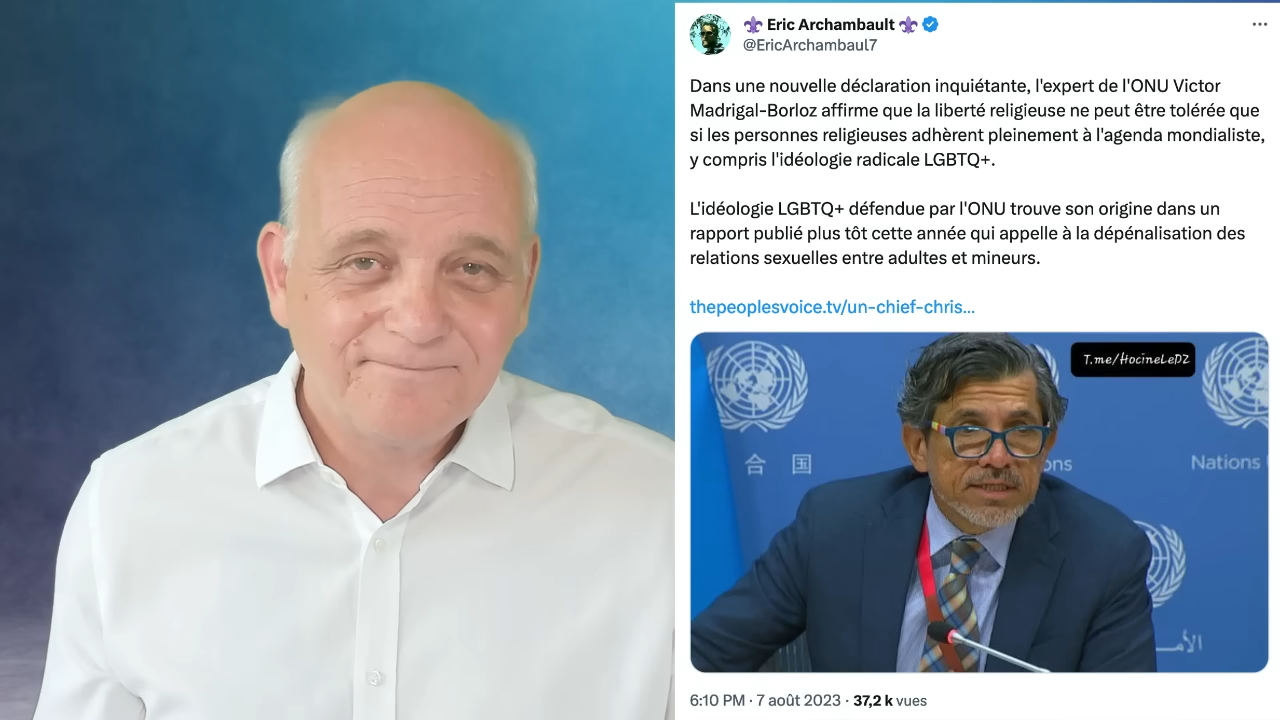 ⚜ Eric Archambault ⚜
@EricArchambaul7
Dans une nouvelle déclaration inquiétante, l'expert de l'ONU Victor
Madrigal-Borloz affirme que la liberté religieuse ne peut être tolérée que
si les personnes religieuses adhèrent pleinement à l'agenda mondialiste,
y compris l'idéologie radicale LGBTQ+.
L'idéologie LGBTQ+ défendue par l'ONU trouve son origine dans un
rapport publié plus tôt cette année qui appelle à la dépénalisation des
relations sexuelles entre adultes et mineurs.
thepeoplesvoice.tv/un-chief-chris...
T.me/HocineLeDZ
合 国
ons
Nations
الأمـ
6:10 PM · 7 août 2023 · 37,2 k vues